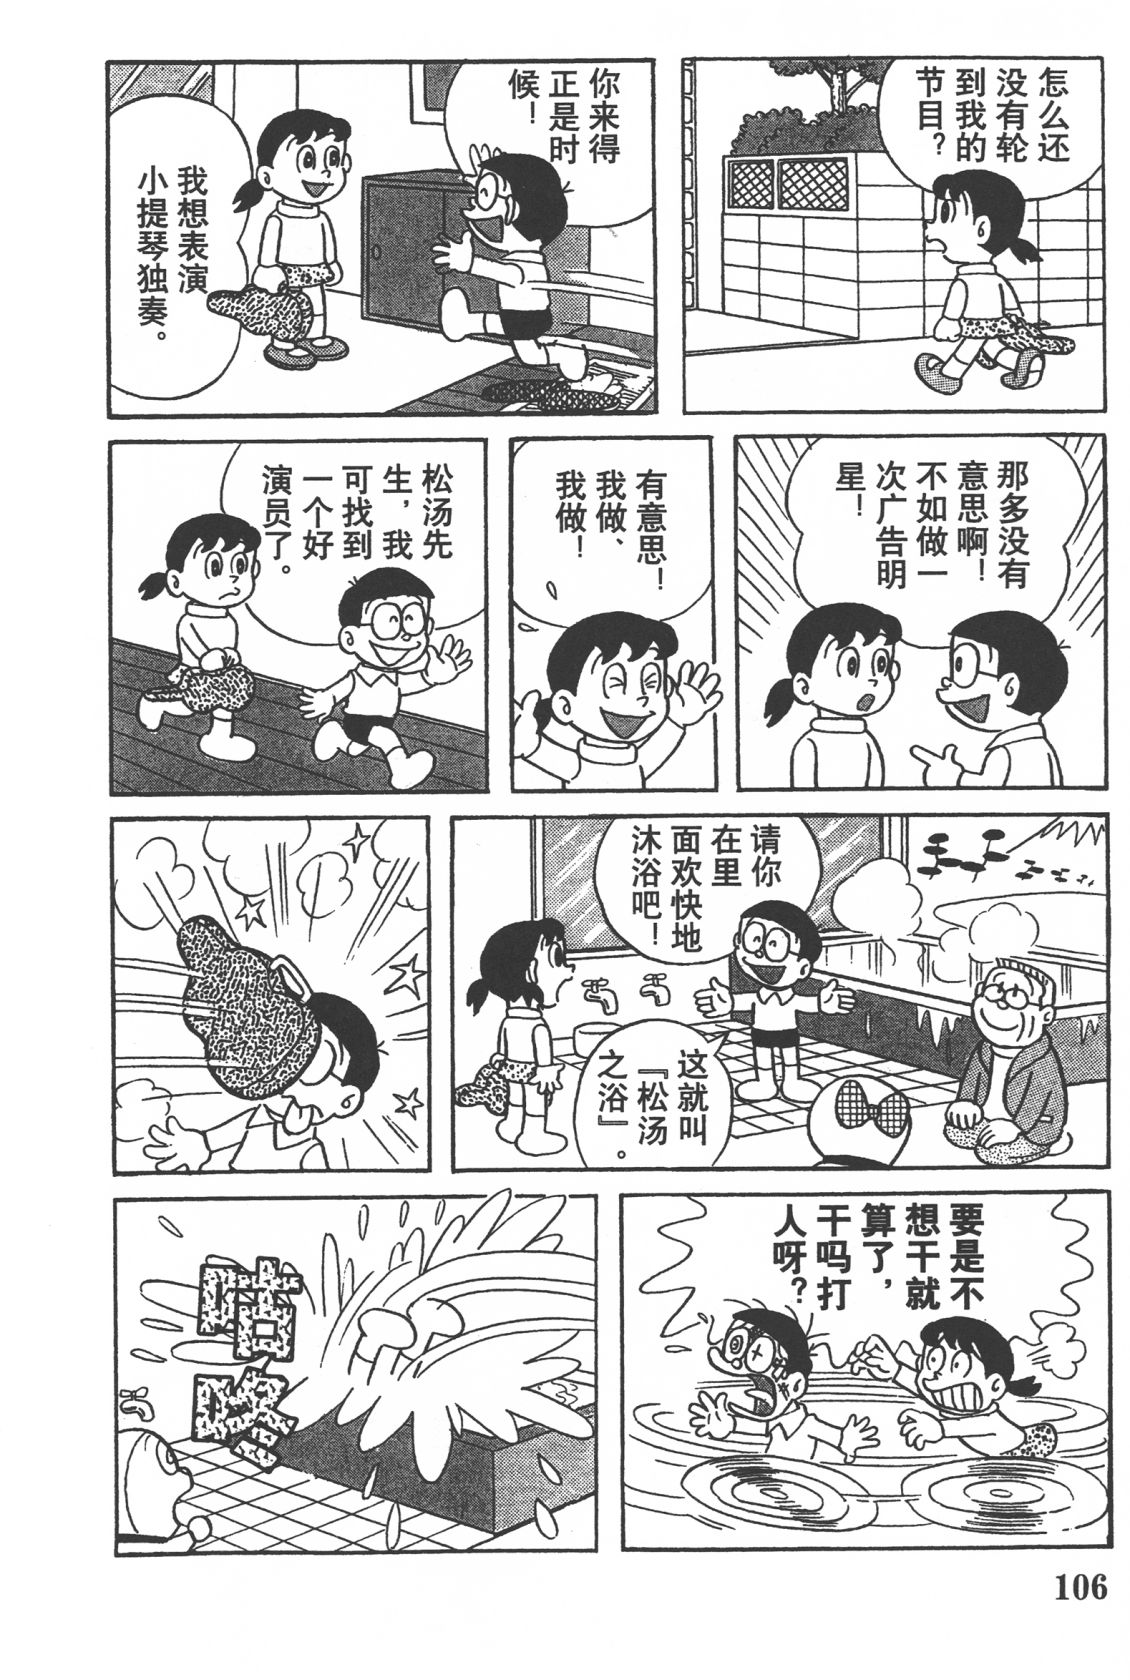 怎么还
没有轮
到我的
节目？
你来得
正是时
候！
我想表演
小提琴独奏。
那多没有
意思啊！
不如做一
次广告明
星！
有意思！
我做、
我做！
松汤先
生，我
可找到
一个好
演员了。
请你
在里
面欢快地
沐浴吧！
这就叫
『松汤
之浴』。
要是不
想干就
算了，
干吗打
人呀？
106